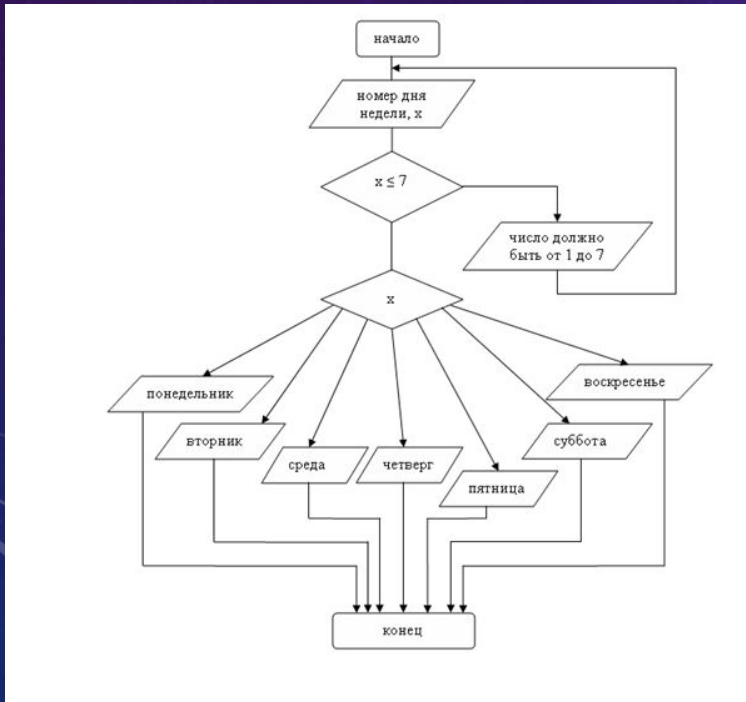 начало
номер дня
недели, x
x ≤ 7
число должно
быть от 1 до 7
x
понедельник
воскресенье
вторник
суббота
среда
четверг
пятница
конец